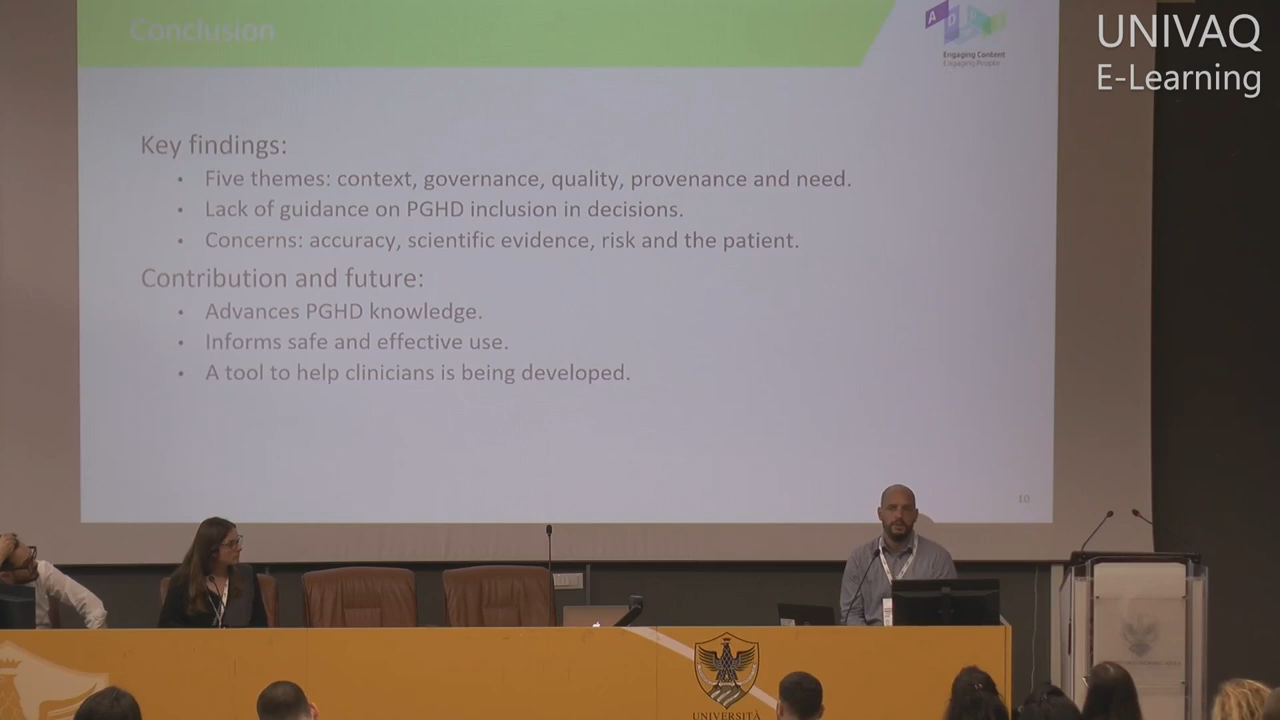 Conclusion
ADAPT
Engaging Content
Engaging People
UNIVAQ
E-Learning
Key findings:
• Five themes: context, governance, quality, provenance and need.
• Lack of guidance on PGHD inclusion in decisions.
• Concerns: accuracy, scientific evidence, risk and the patient.
Contribution and future:
• Advances PGHD knowledge.
• Informs safe and effective use.
• A tool to help clinicians is being developed.
10
UNIVERSITÀ